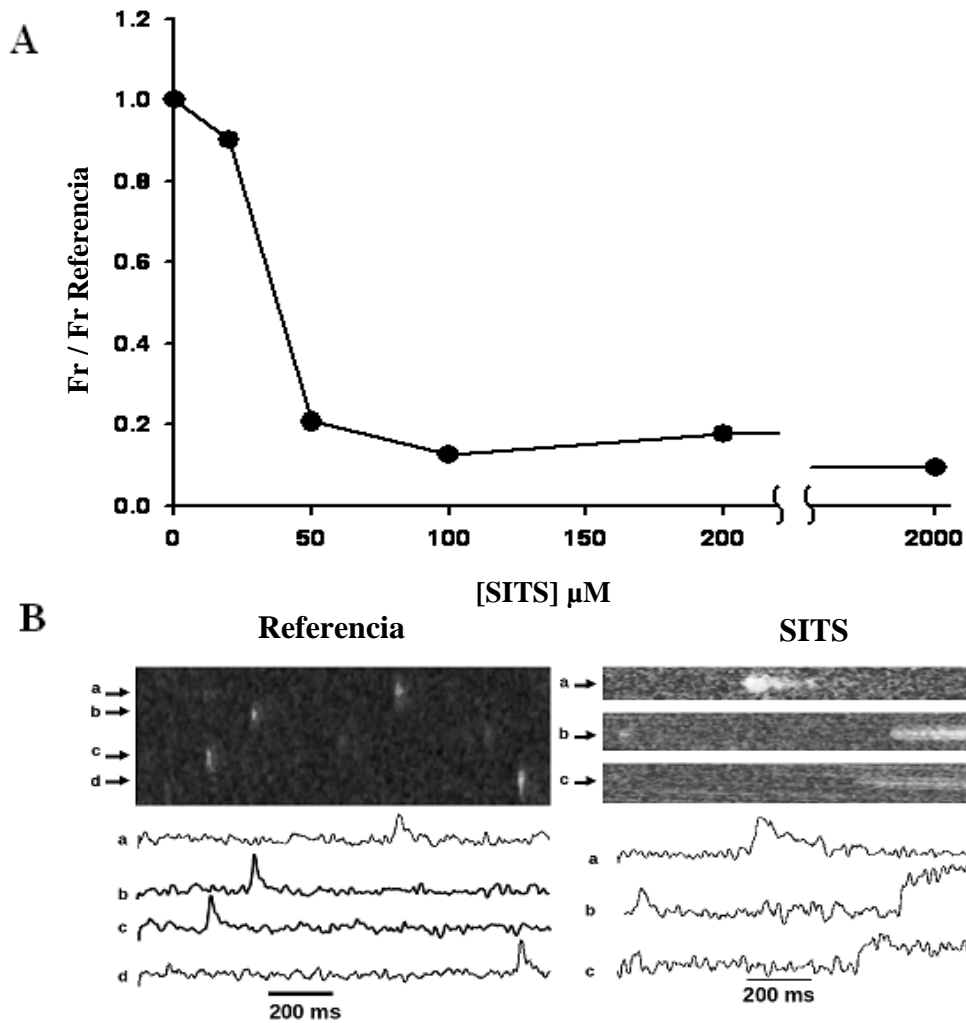 A
1.2
1.0
0.8
0.6
0.4
0.2
0.0
Fr / Fr Referencia
0 50 100 150 200 2000
[SITS] µM
B
Referencia
SITS
a
b
c
d
a
b
c
d
200 ms
a
b
c
a
b
c
200 ms